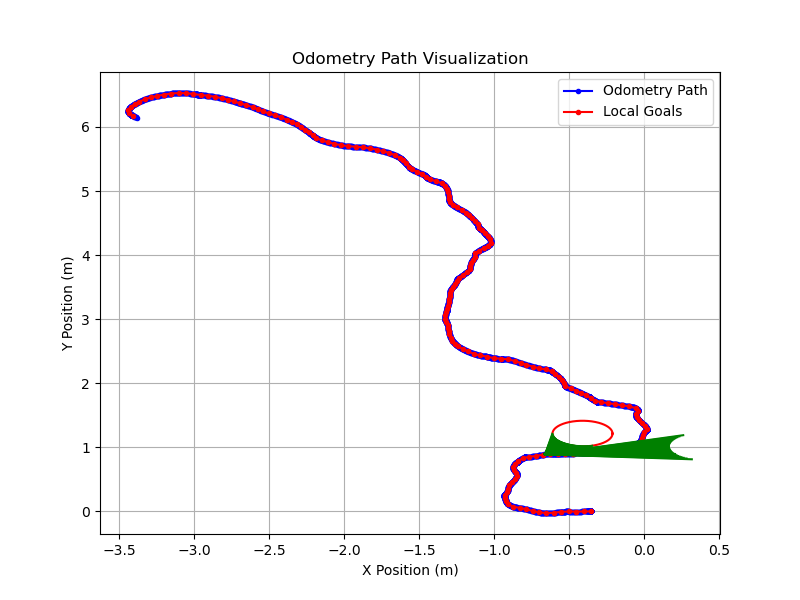 Odometry Path Visualization
Odometry Path
Local Goals
Y Position (m)
6
5
4
3
2
1
0
−3.5 −3.0 −2.5 −2.0 −1.5 −1.0 −0.5 0.0 0.5
X Position (m)